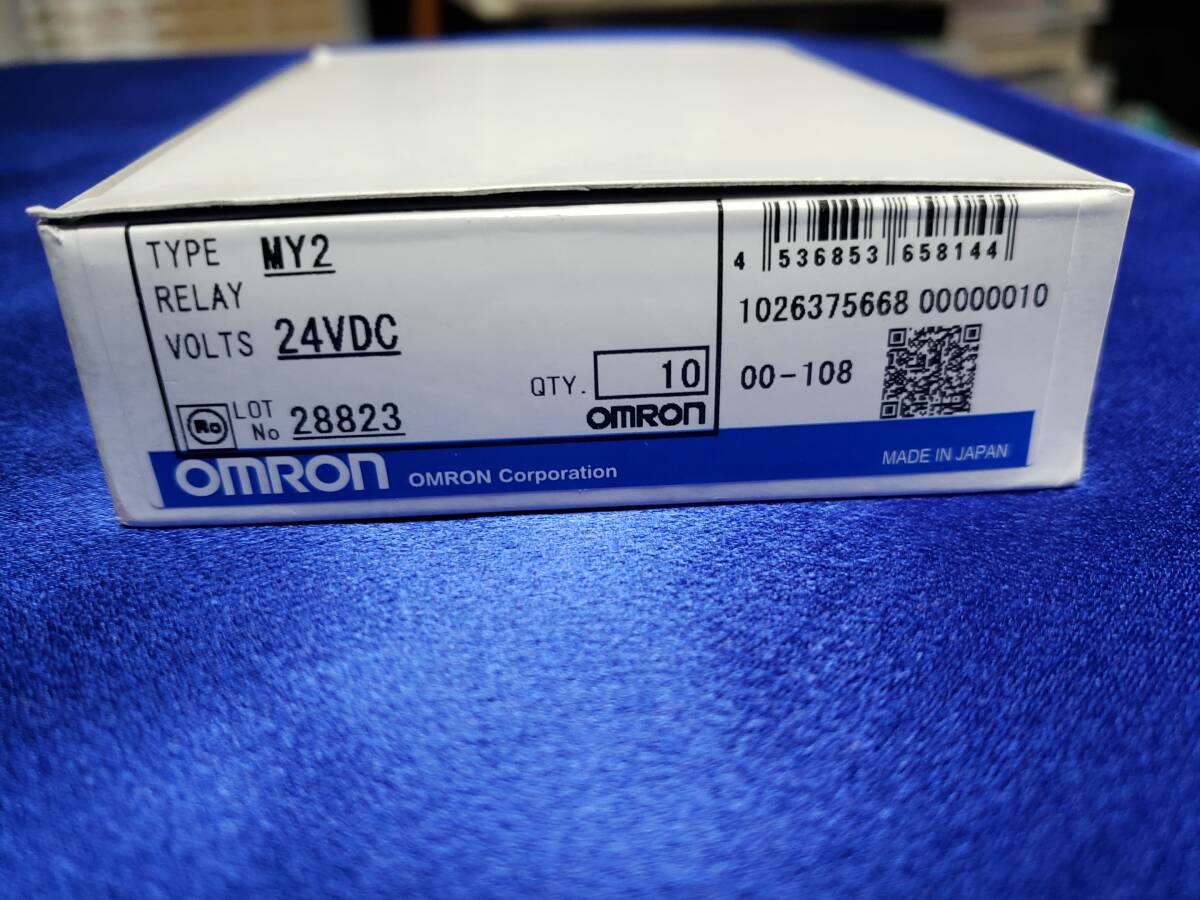 TYPE MY2
RELAY
VOLTS 24VDC
QTY. 10
LOT No 28823
OMRON
OMRON OMRON Corporation
4 536853 658144
1026375668 00000010
00-108
MADE IN JAPAN